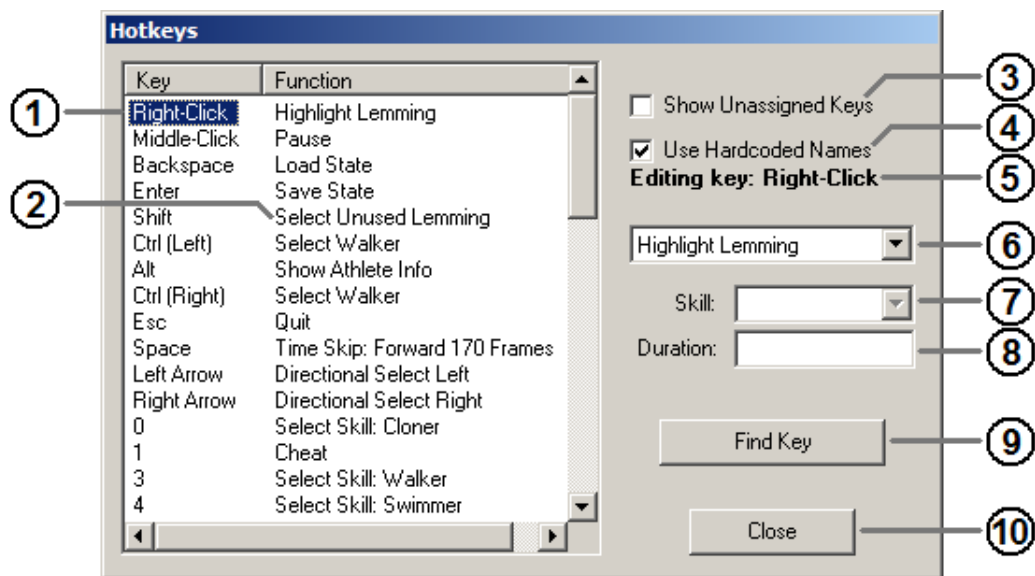 Hotkeys
Key Function
Right-Click Highlight Lemming
Middle-Click Pause
Backspace Load State
Enter Save State
Shift Select Unused Lemming
Ctrl (Left) Select Walker
Alt Show Athlete Info
Ctrl (Right) Select Walker
Esc Quit
Space Time Skip: Forward 170 Frames
Left Arrow Directional Select Left
Right Arrow Directional Select Right
0 Select Skill: Cloner
1 Cheat
3 Select Skill: Walker
4 Select Skill: Swimmer
1
2
Show Unassigned Keys 3
Use Hardcoded Names 4
Editing key: Right-Click 5
Highlight Lemming 6
Skill: 7
Duration: 8
Find Key 9
Close 10